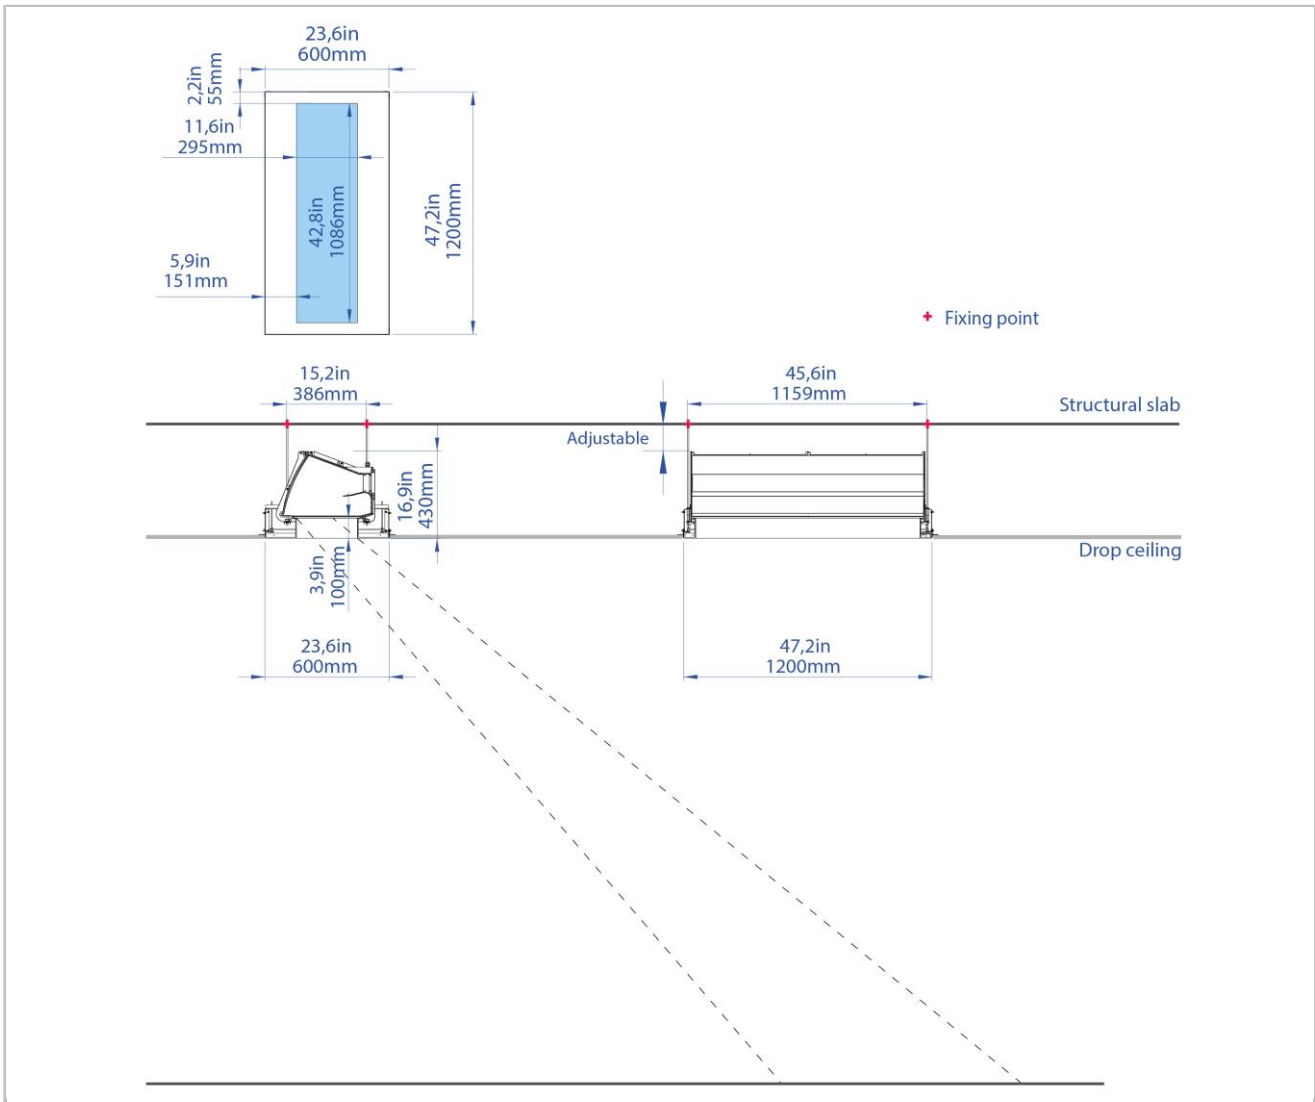 23,6in
600mm
2,2in
55mm
11,6in
295mm
42,8in
1086mm
47,2in
1200mm
5,9in
151mm
Fixing point
15,2in
386mm
45,6in
1159mm
Structural slab
Adjustable
16,9in
430mm
Drop ceiling
3,9in
100mm
23,6in
600mm
47,2in
1200mm